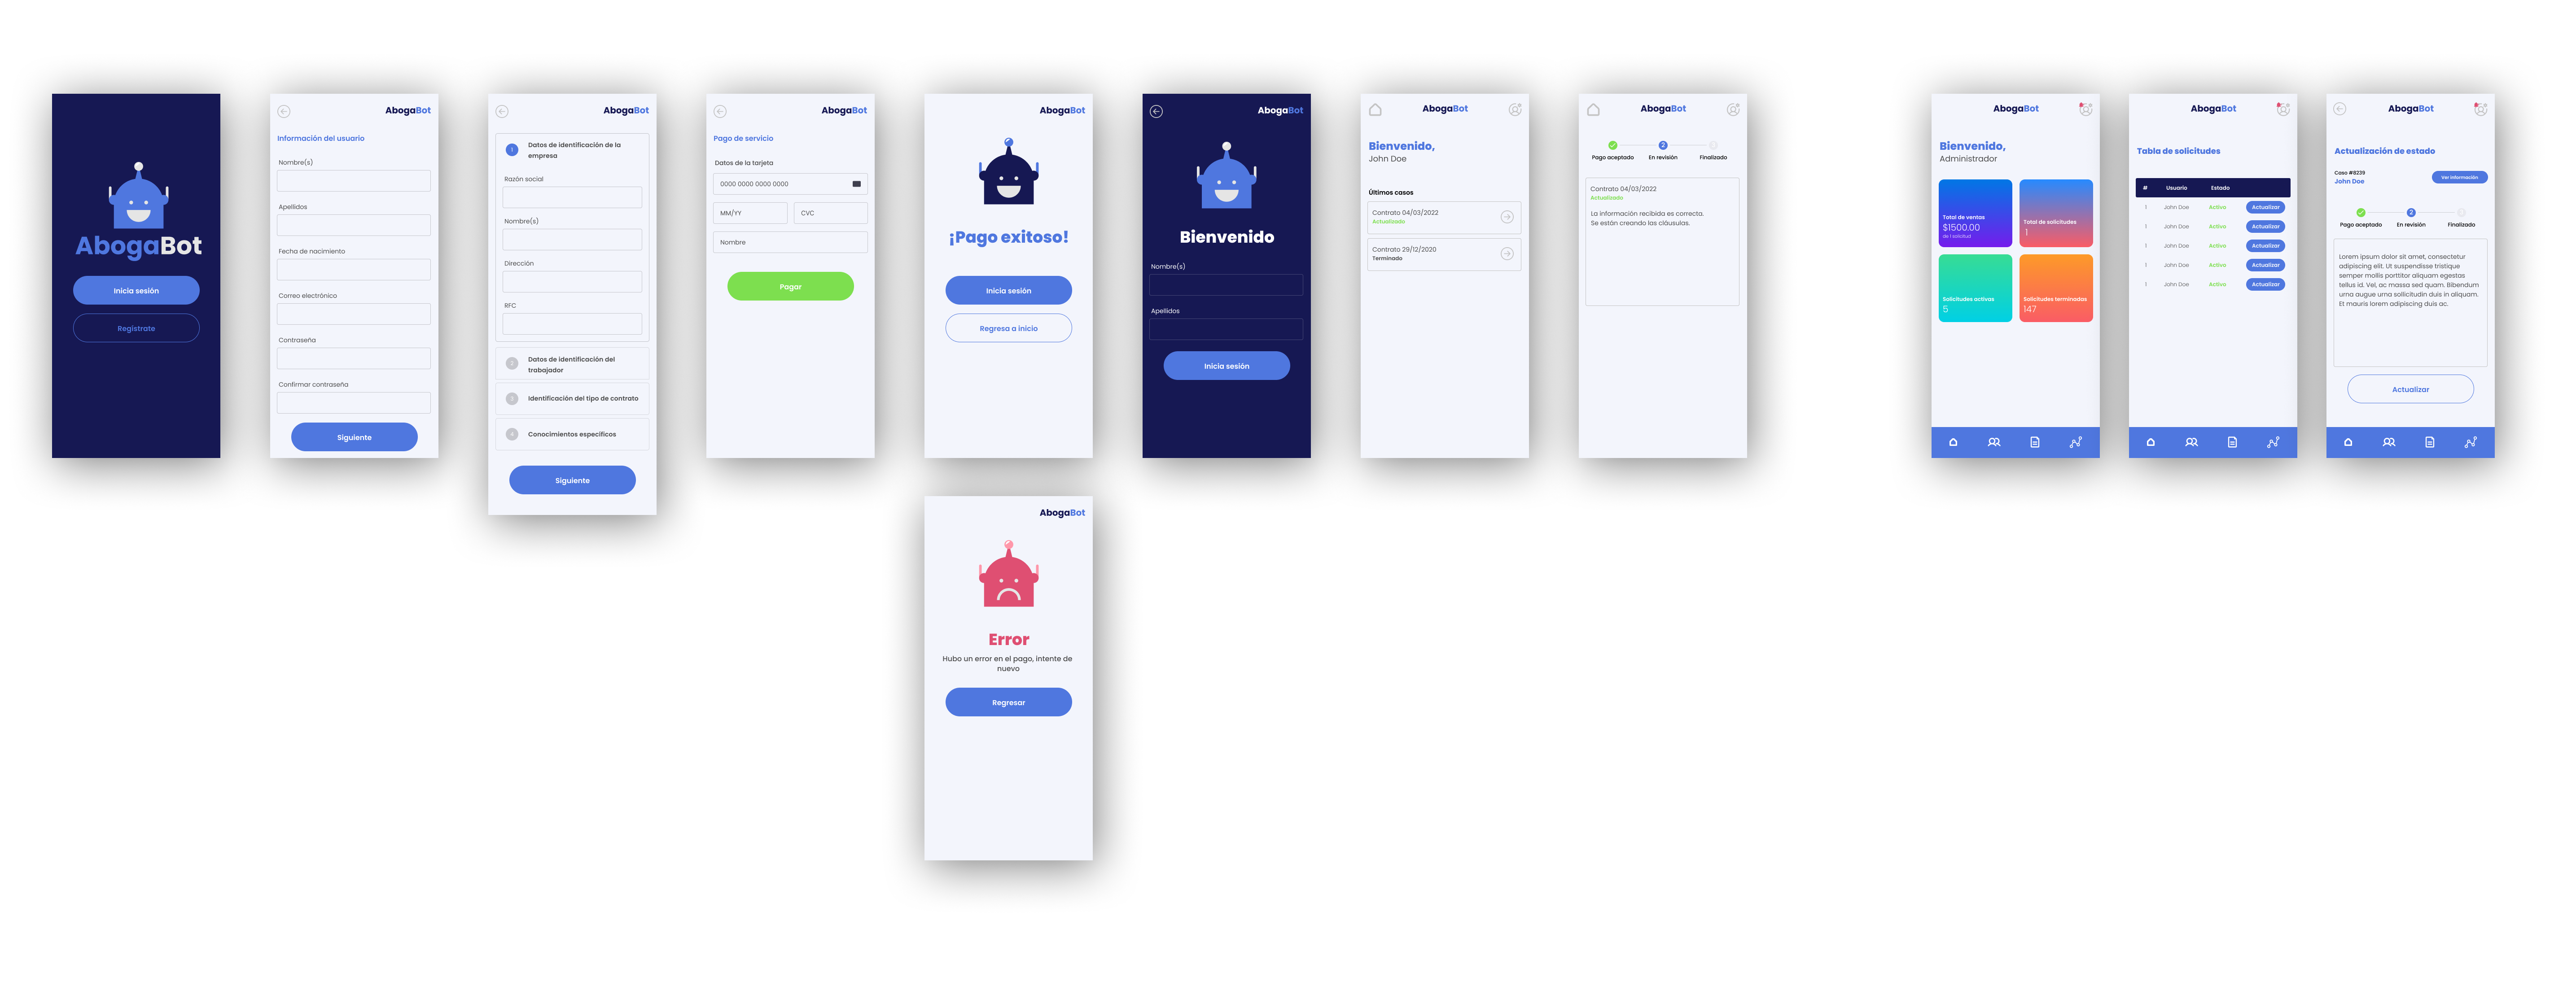 AbogaBot
Inicia sesión
Regístrate
AbogaBot
Información del usuario
Nombre(s)
Apellidos
Fecha de nacimiento
Correo electrónico
Contraseña
Confirmar contraseña
Siguiente
AbogaBot
1
Datos de identificación de la
empresa
Razón social
Nombre(s)
Dirección
RFC
2
Datos de identificación del
trabajador
3
Identificación del tipo de contrato
4
Conocimientos específicos
Siguiente
AbogaBot
Pago de servicio
Datos de la tarjeta
0000 0000 0000 0000
MM/YY
CVC
Nombre
Pagar
AbogaBot
¡Pago exitoso!
Inicia sesión
Regresa a inicio
AbogaBot
Error
Hubo un error en el pago, intente de
nuevo
Regresar
AbogaBot
Bienvenido
Nombre(s)
Apellidos
Inicia sesión
AbogaBot
Bienvenido,
John Doe
Últimos casos
Contrato 04/03/2022
Actualizado
Contrato 29/12/2020
Terminado
AbogaBot
2
3
Pago aceptado
En revisión
Finalizado
Contrato 04/03/2022
Actualizado
La información recibida es correcta.
Se están creando las cláusulas.
AbogaBot
Bienvenido,
Administrador
Total de ventas
$1500.00
de 1 solicitud
Total de solicitudes
1
Solicitudes activas
5
Solicitudes terminadas
147
AbogaBot
Tabla de solicitudes
# Usuario Estado
1 John Doe Activo Actualizar
1 John Doe Activo Actualizar
1 John Doe Activo Actualizar
1 John Doe Activo Actualizar
1 John Doe Activo Actualizar
AbogaBot
Actualización de estado
Caso #8239
John Doe
Ver información
2
3
Pago aceptado
En revisión
Finalizado
Lorem ipsum dolor sit amet, consectetur
adipiscing elit. Ut suspendisse tristique
semper mollis porttitor aliquam egestas
tellus id. Vel, ac massa sed quam. Bibendum
urna augue urna sollicitudin duis in aliquam.
Et mauris lorem adipiscing duis ac.
Actualizar